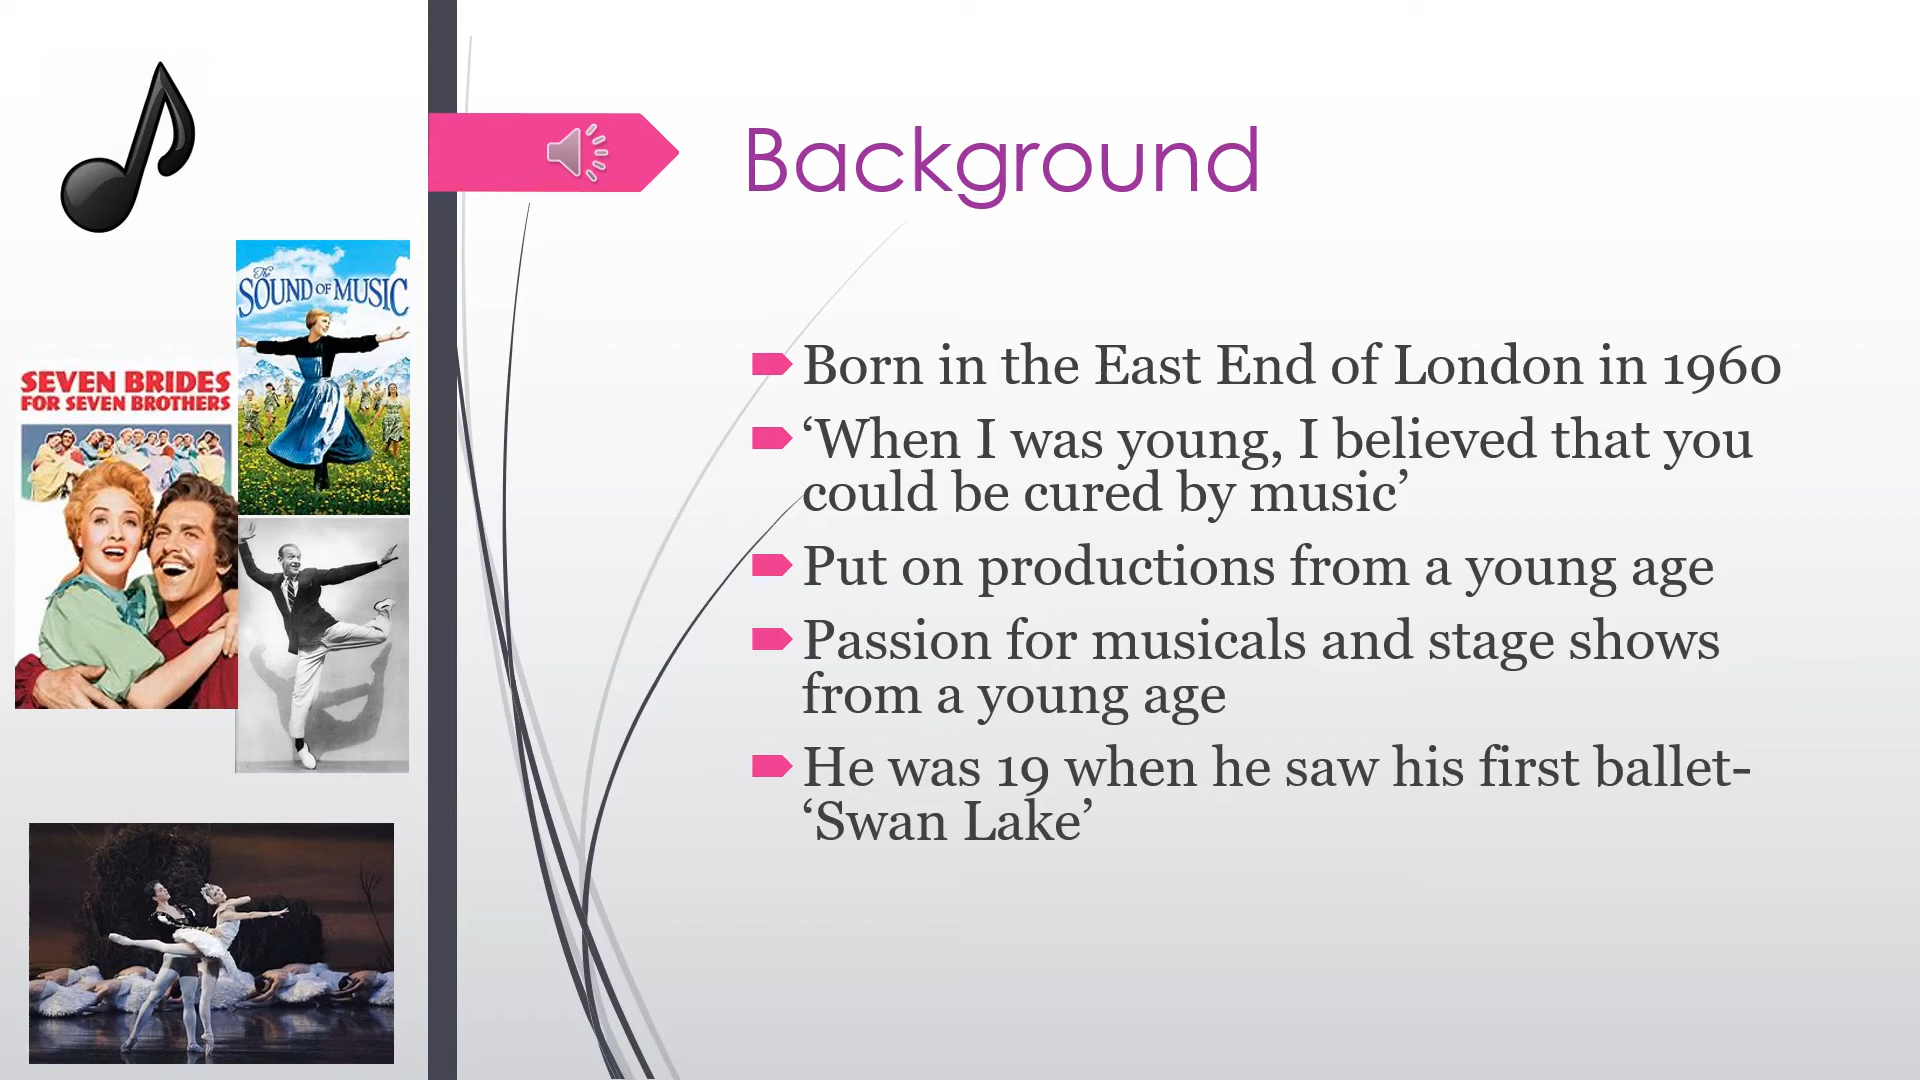 Background
The
SOUND OF MUSIC
SEVEN BRIDES
FOR SEVEN BROTHERS
Born in the East End of London in 1960
‘When I was young, I believed that you
could be cured by music’
Put on productions from a young age
Passion for musicals and stage shows
from a young age
He was 19 when he saw his first ballet-
‘Swan Lake’